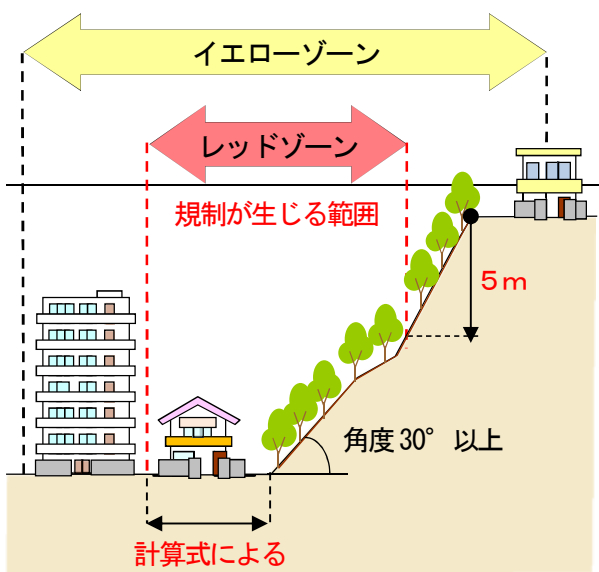 イエローゾーン
レッドゾーン
規制が生じる範囲
5m
角度30° 以上
計算式による